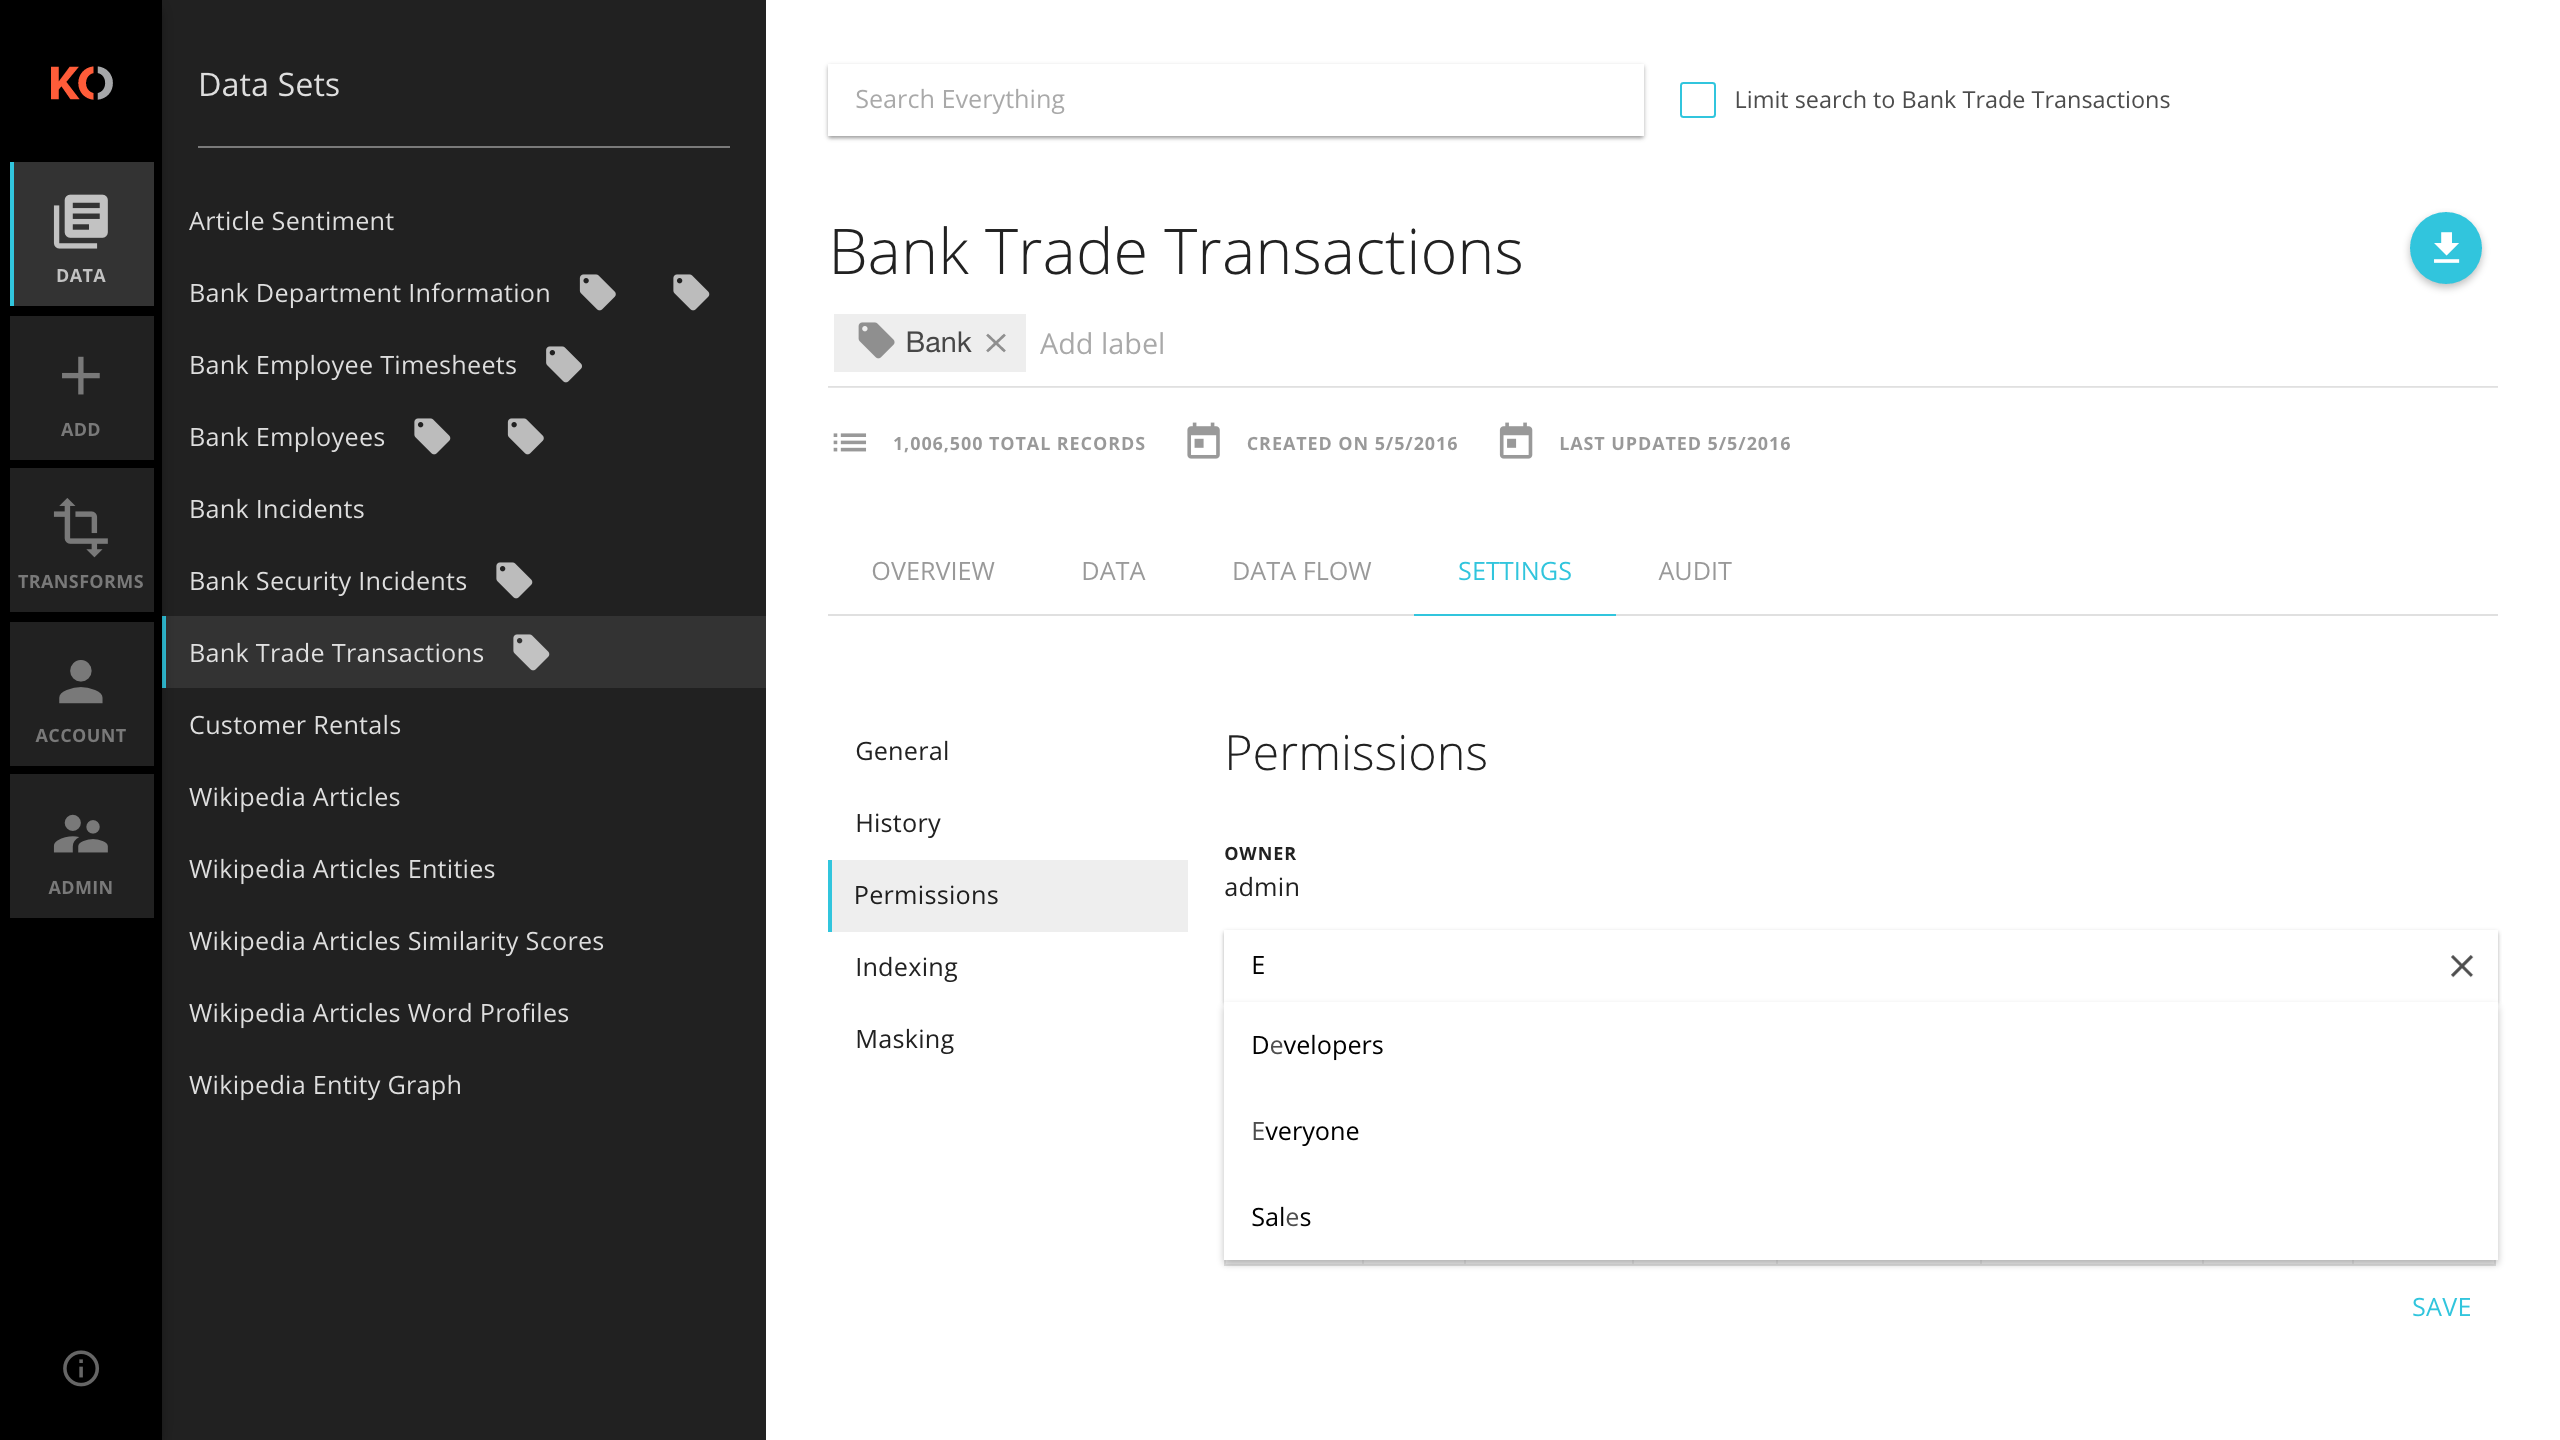 KO
Data Sets
DATA
ADD
TRANSFORMS
ACCOUNT
ADMIN
Article Sentiment
Bank Department Information
Bank Employee Timesheets
Bank Employees
Bank Incidents
Bank Security Incidents
Bank Trade Transactions
Customer Rentals
Wikipedia Articles
Wikipedia Articles Entities
Wikipedia Articles Similarity Scores
Wikipedia Articles Word Profiles
Wikipedia Entity Graph
Search Everything
Limit search to Bank Trade Transactions
Bank Trade Transactions
Bank Add label
1,006,500 TOTAL RECORDS CREATED ON 5/5/2016 LAST UPDATED 5/5/2016
OVERVIEW DATA DATA FLOW SETTINGS AUDIT
General
History
Permissions
Indexing
Masking
Permissions
OWNER
admin
E
Developers
Everyone
Sales
SAVE